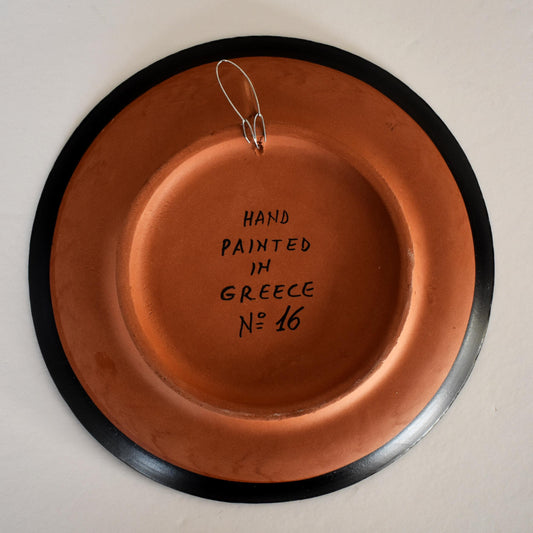 HAND
PAINTED
IN
GREECE
Nº 16